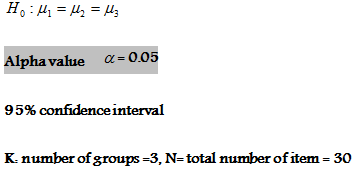 H₀ : μ₁ = μ₂ = μ₃
Alpha value α = 0.05
95% confidence interval
K: number of groups =3, N= total number of item = 30